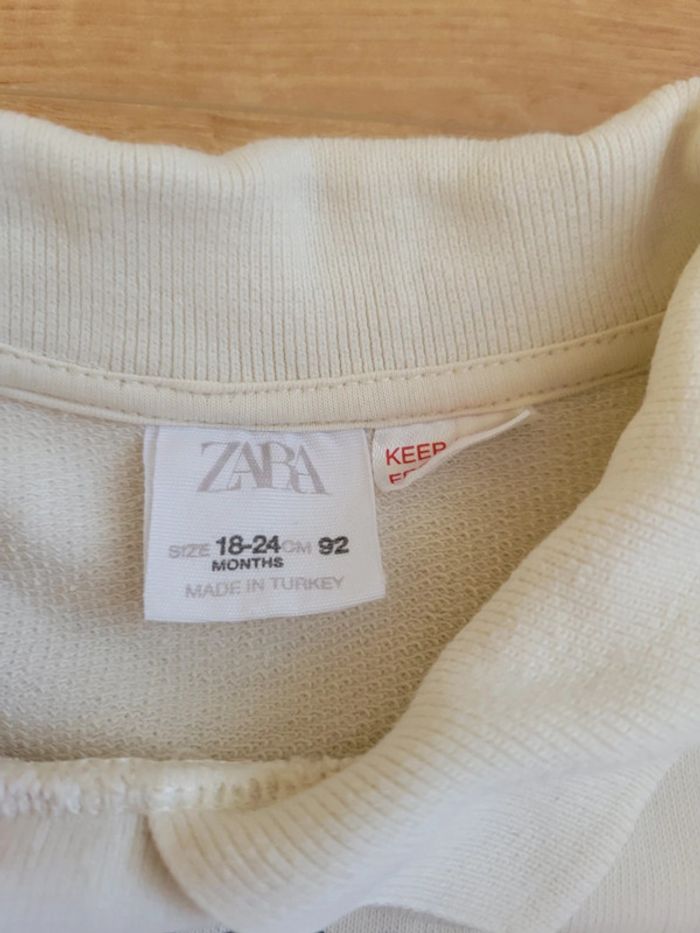 ZARA
SIZE 18-24 CM 92
MONTHS
MADE IN TURKEY
KEEP